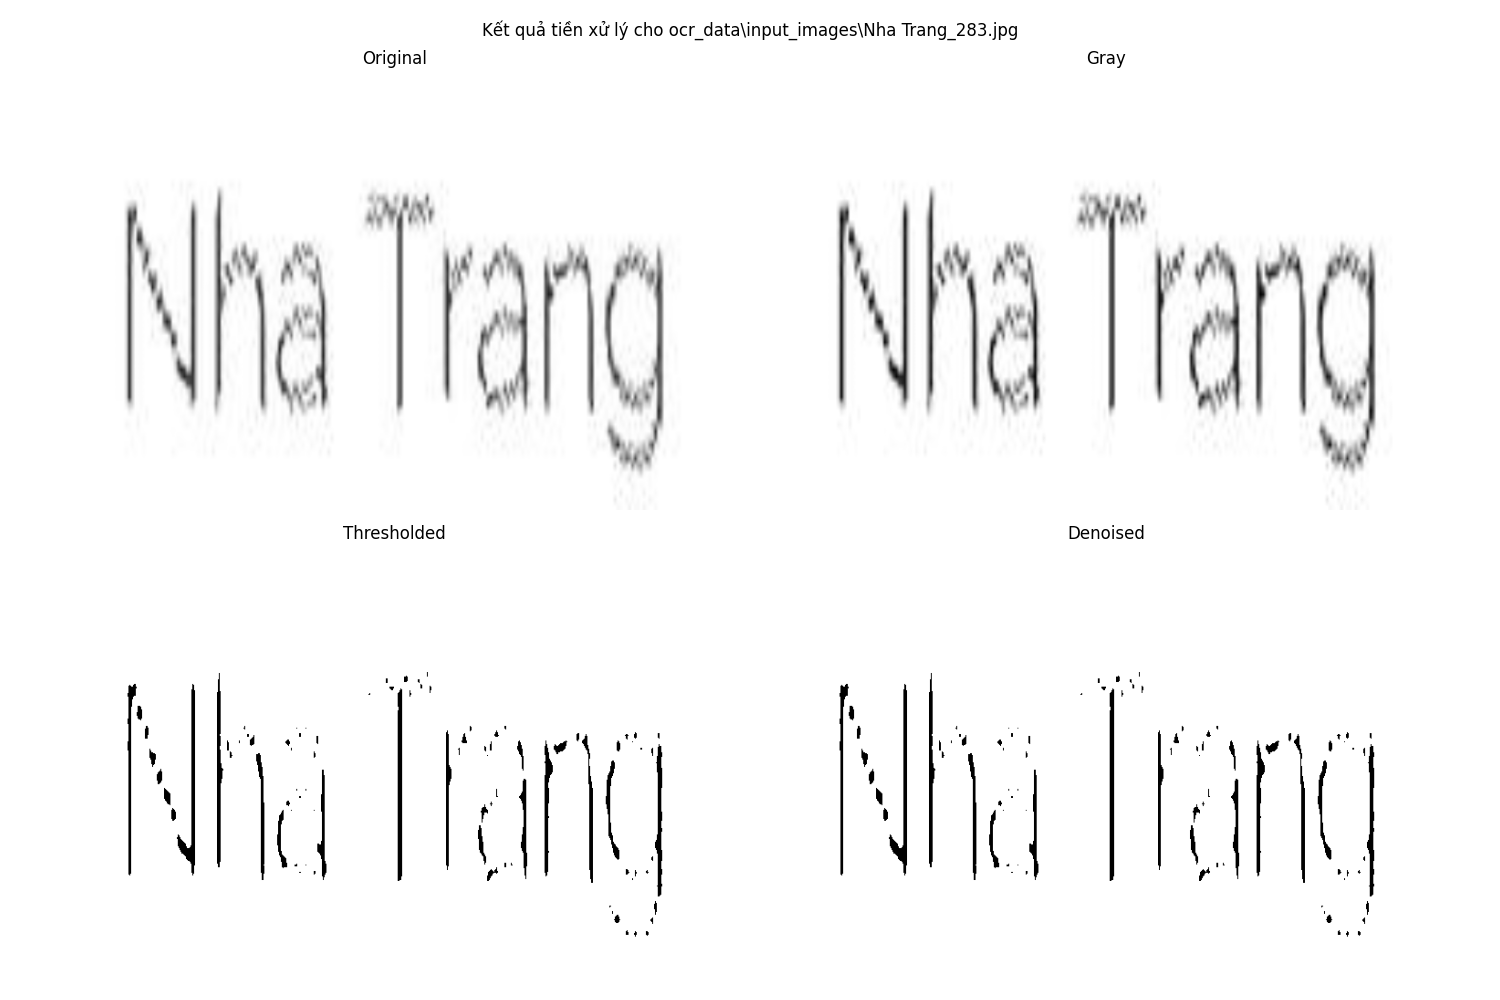 Kết quả tiền xử lý cho ocr_data\input_images\Nha Trang_283.jpg
Original
Gray
Nha Trang
Nha Trang
Thresholded
Denoised
Nha Trang
Nha Trang